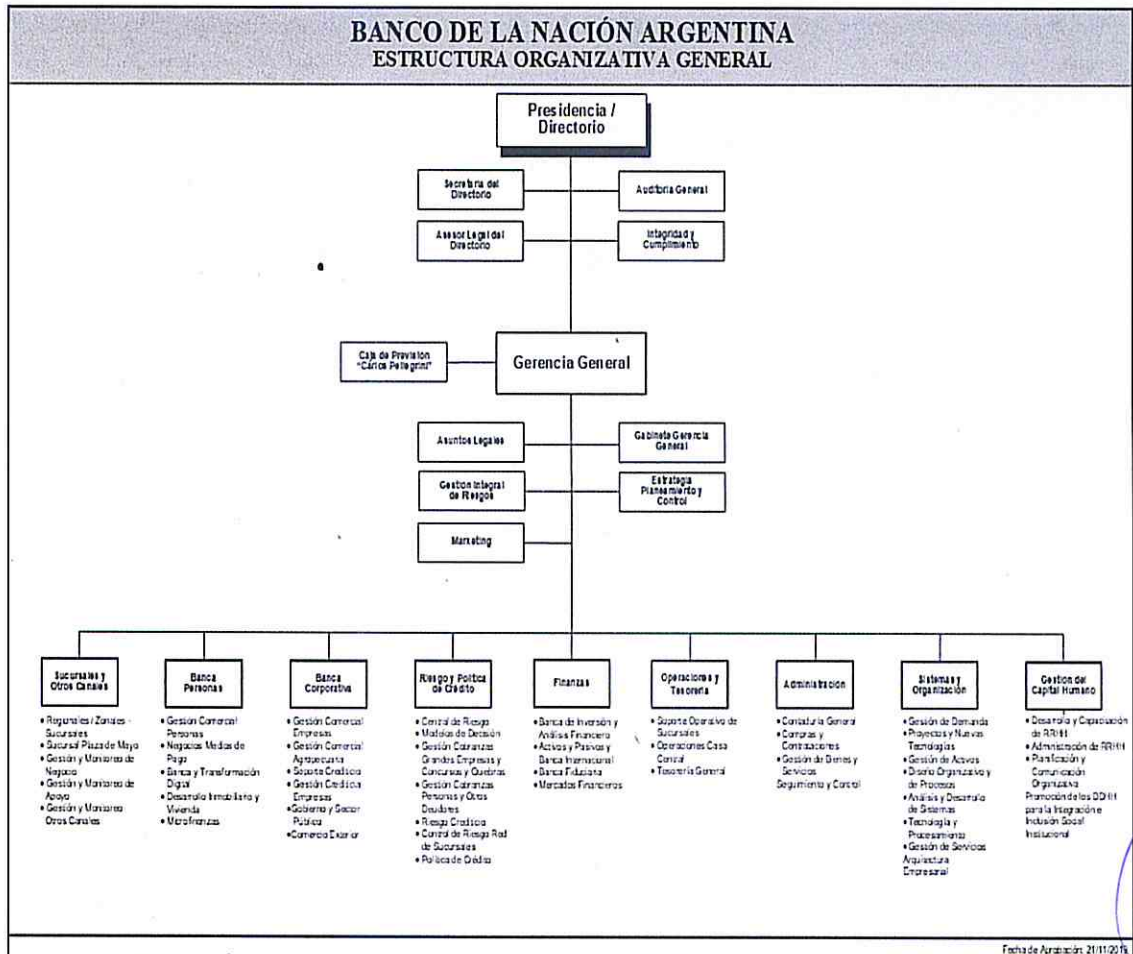 BANCO DE LA NACIÓN ARGENTINA
ESTRUCTURA ORGANIZATIVA GENERAL
Presidencia /
Directorio
Secretaría del
Directorio
Auditoría General
Asesor Legal del
Directorio
Integridad y
Cumplimiento
Caja de Previsión
"Carlos Pellegrini"
Gerencia General
Asuntos Legales
Gabinete Gerencia
General
Gestión Integral
de Riesgos
Estrategia
Planeamiento y
Control
Marketing
Sucursales y
Otros Canales
• Regionales / Zonales -
Sucursales
• Sucursal Plaza de Mayo
• Gestión y Monitoreo de
Negocio
• Gestión y Monitoreo de
Apoyo
• Gestión y Monitoreo
Otros Canales
Banca
Personas
• Gestión Comercial
Personas
• Negocios Medios de
Pago
• Banca y Transformación
Digital
• Desarrollo Inmobiliario y
Vivienda
• Microfinanzas
Banca
Corporativa
• Gestión Comercial
Empresas
• Gestión Comercial
Agropecuaria
• Soporte Crediticio
• Gestión Crediticia
Empresas
• Gobierno y Sector
Público
• Comercio Exterior
Riesgo y Política
de Crédito
• Central de Riesgo
• Modelos de Decisión
• Gestión Cobranzas
Grandes Empresas y
Concursos y Quiebras
• Gestión Cobranzas
Personas y Otros
Deudores
• Riesgo Crediticio
• Control de Riesgo Red
de Sucursales
• Política de Crédito
Finanzas
• Banca de Inversión y
Análisis Financiero
• Activos y Pasivos y
Banca Internacional
• Banca Fiduciaria
• Mercados Financieros
Operaciones y
Tesorería
• Soporte Operativo de
Sucursales
• Operaciones Casa
Central
• Tesorería General
Administración
• Contaduría General
• Compras y
Contrataciones
• Gestión de Bienes y
Servicios
Seguimiento y Control
Sistemas y
Organización
• Gestión de Demanda
• Proyectos y Nuevas
Tecnologías
• Gestión de Activos
• Diseño Organizativo y
de Procesos
• Análisis y Desarrollo
de Sistemas
• Tecnología y
Procesamiento
• Gestión de Servicios
Arquitectura
Empresarial
Gestión del
Capital Humano
• Desarrollo y Capacitación
de RRHH
• Administración de RRHH
• Planificación y
Comunicación
Organizativa
Promoción de los DDHH
para la Integración e
Inclusión Social
Institucional
Fecha de Aprobación: 21/11/2019